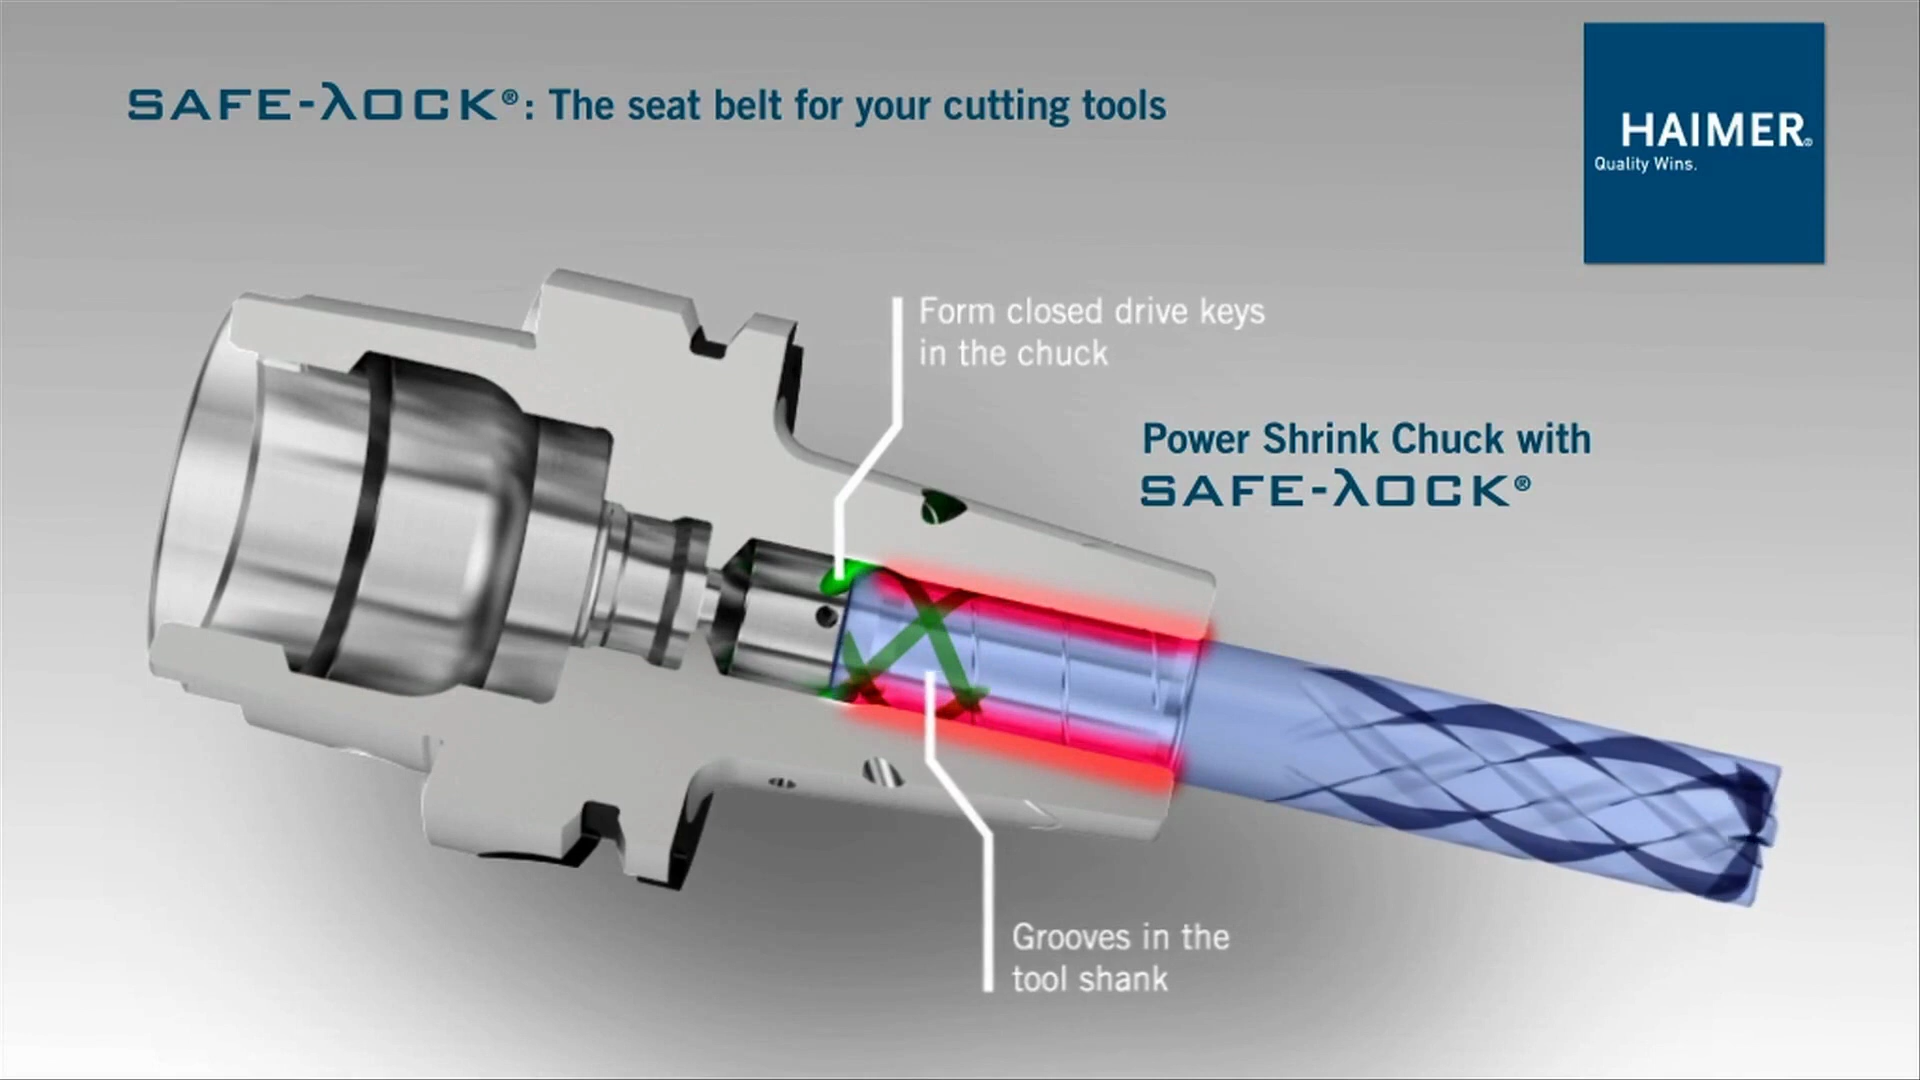 SAFE-λOCK®: The seat belt for your cutting tools
HAIMER®
Quality Wins.
Form closed drive keys
in the chuck
Power Shrink Chuck with
SAFE-λOCK®
Grooves in the
tool shank